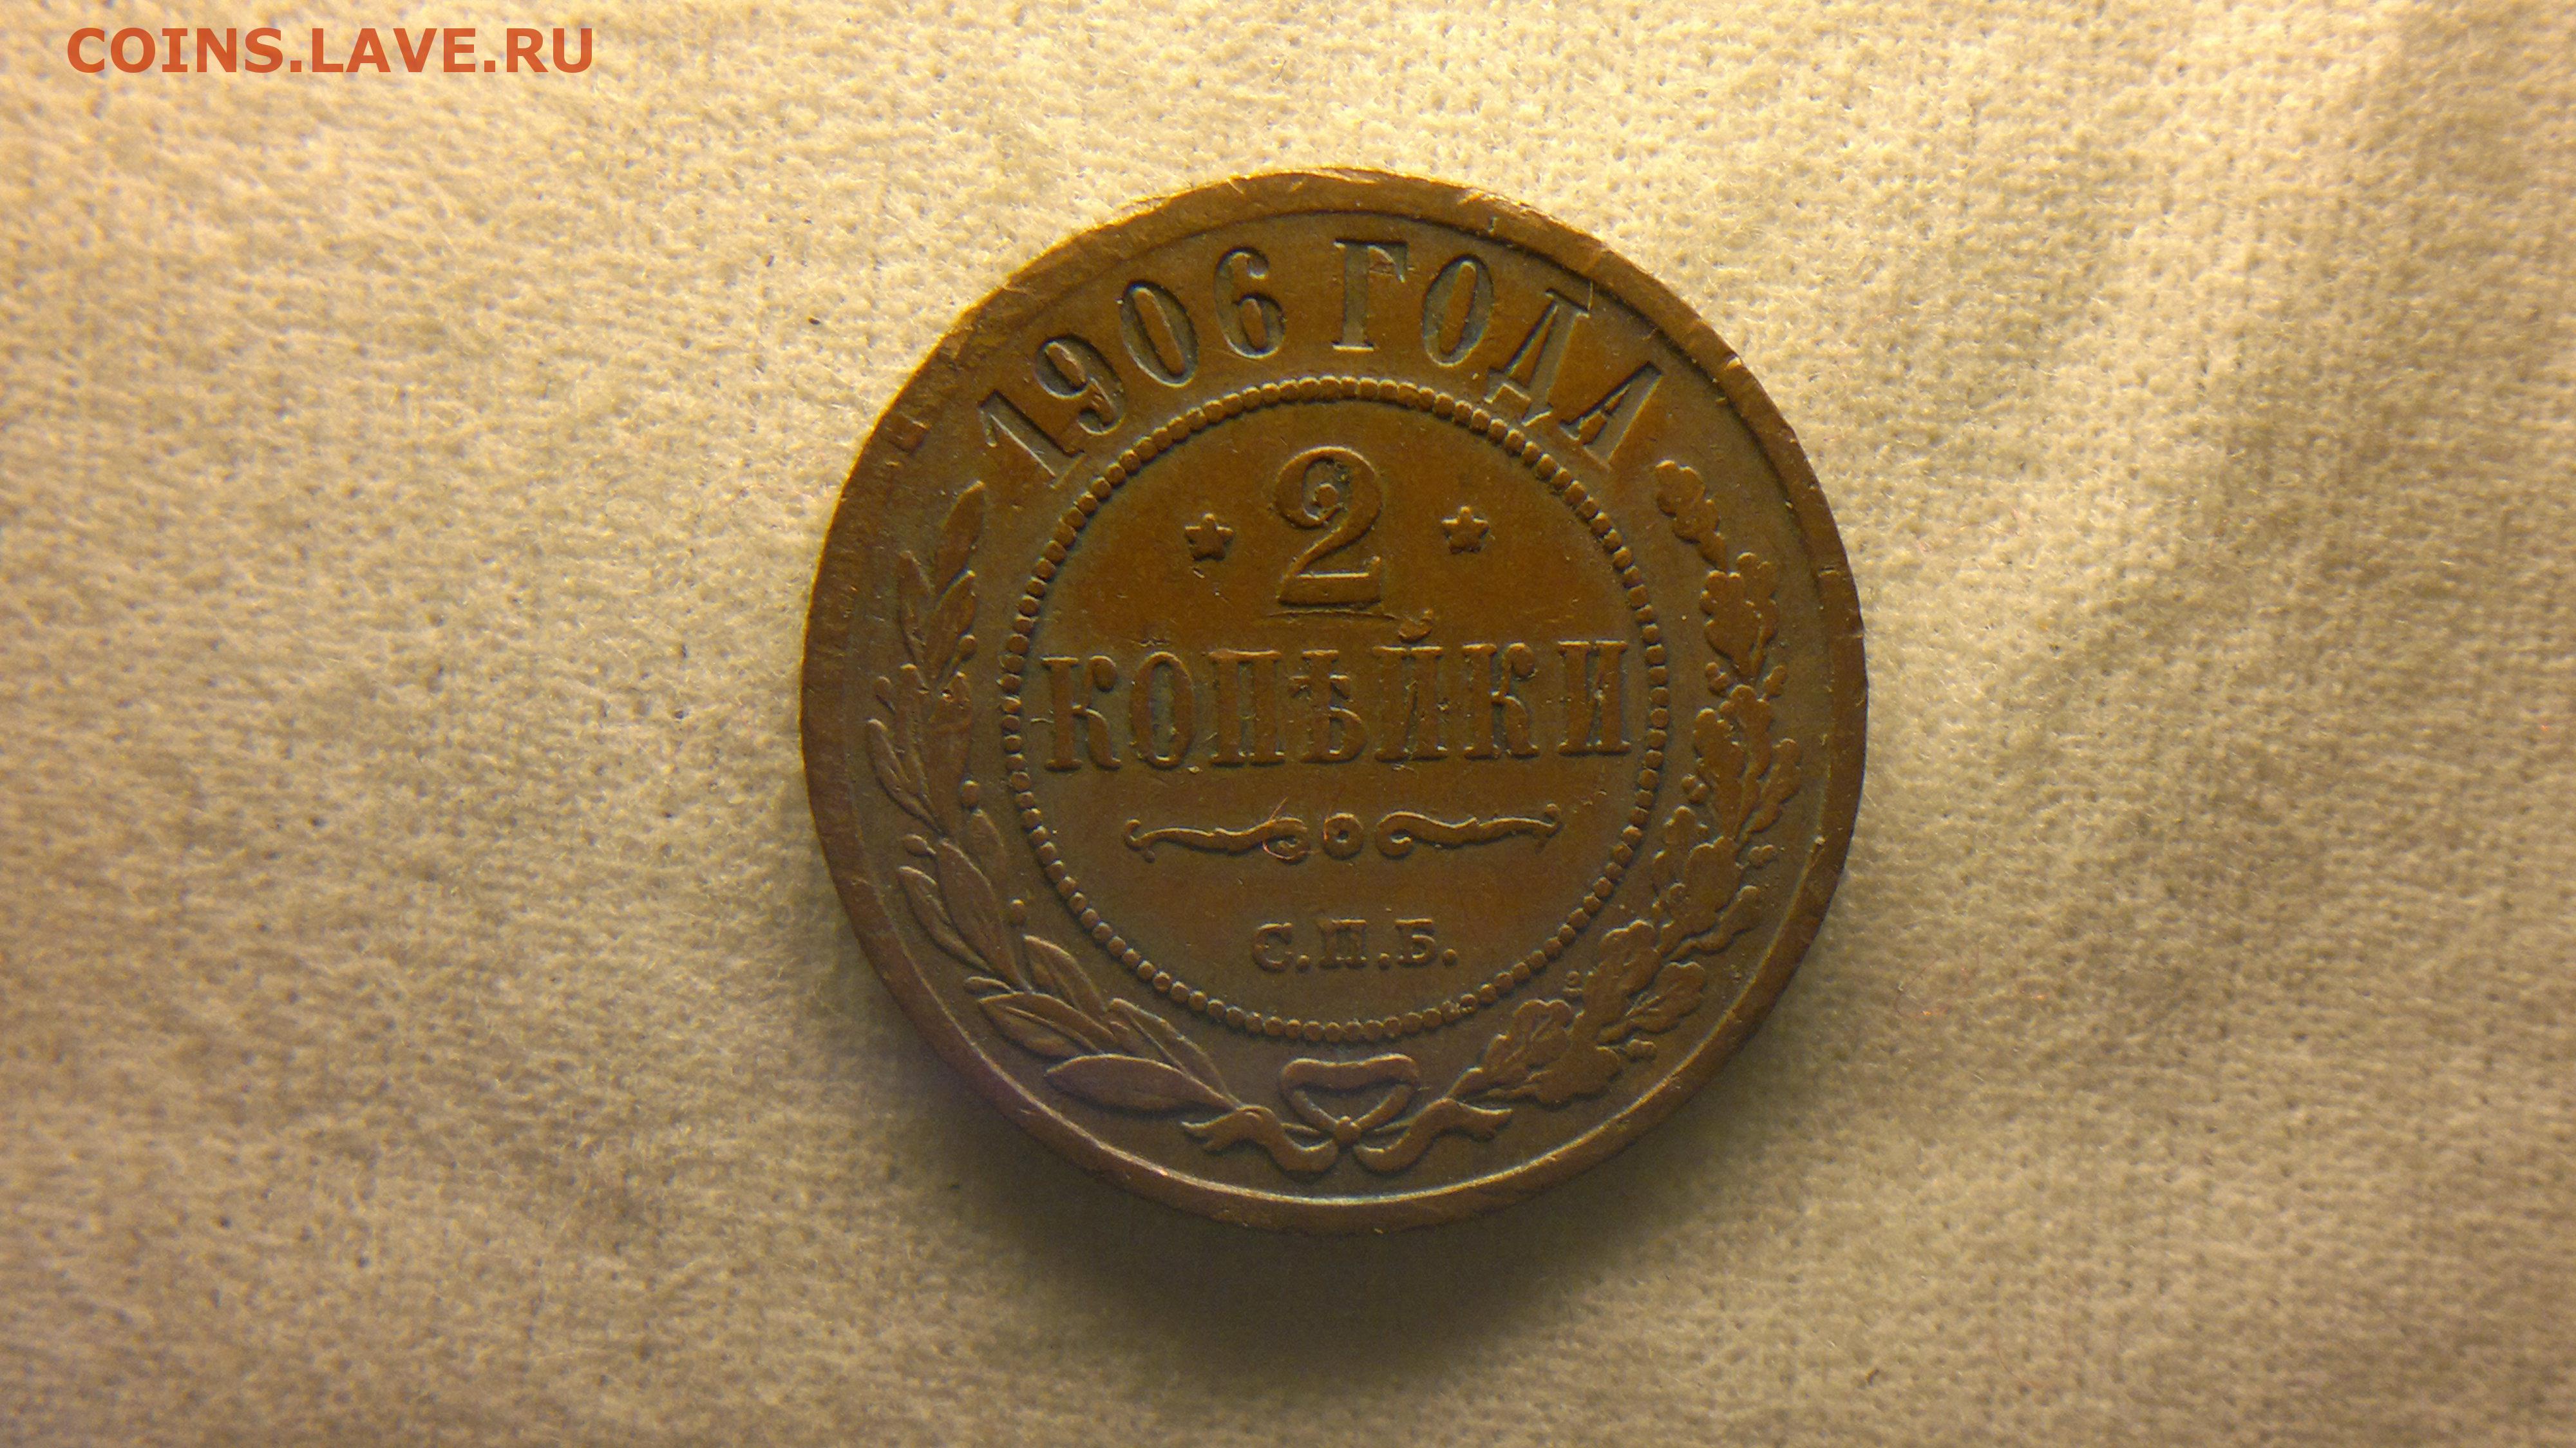 COINS.LAVE.RU
1906 ГОДА
2
КОПѢЙКИ
С.П.Б.